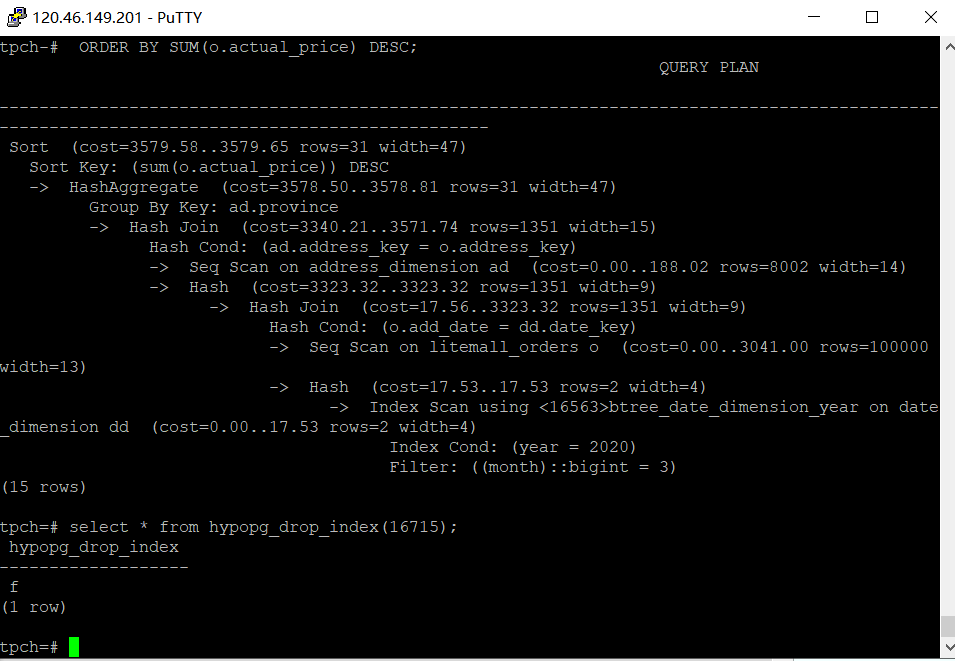 120.46.149.201 - PuTTY
tpch-#  ORDER BY SUM(o.actual_price) DESC;
QUERY PLAN
----------------------------------------------------------------------------------------------
-------------------------------------------------
 Sort  (cost=3579.58..3579.65 rows=31 width=47)
   Sort Key: (sum(o.actual_price)) DESC
   ->  HashAggregate  (cost=3578.50..3578.81 rows=31 width=47)
         Group By Key: ad.province
         ->  Hash Join  (cost=3340.21..3571.74 rows=1351 width=15)
               Hash Cond: (ad.address_key = o.address_key)
               ->  Seq Scan on address_dimension ad  (cost=0.00..188.02 rows=8002 width=14)
               ->  Hash  (cost=3323.32..3323.32 rows=1351 width=9)
                     ->  Hash Join  (cost=17.56..3323.32 rows=1351 width=9)
                           Hash Cond: (o.add_date = dd.date_key)
                           ->  Seq Scan on litemall_orders o  (cost=0.00..3041.00 rows=100000
width=13)
                           ->  Hash  (cost=17.53..17.53 rows=2 width=4)
                                 ->  Index Scan using <16563>btree_date_dimension_year on date
_dimension dd  (cost=0.00..17.53 rows=2 width=4)
                                       Index Cond: (year = 2020)
                                       Filter: ((month)::bigint = 3)
(15 rows)
tpch=# select * from hypopg_drop_index(16715);
 hypopg_drop_index
-------------------
 f
(1 row)
tpch=#